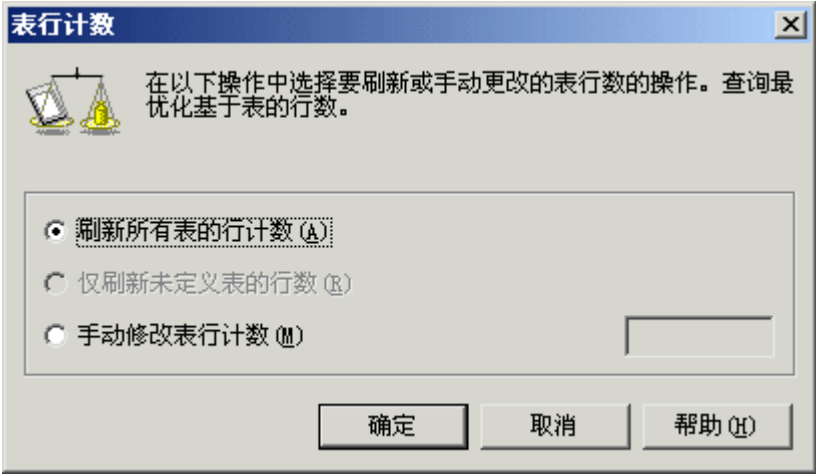 表行计数
在以下操作中选择要刷新或手动更改的表行数的操作。查询最
优化基于表的行数。
刷新所有表的行计数(A)
仅刷新未定义表的行数(R)
手动修改表行计数(M)
确定 取消 帮助(H)